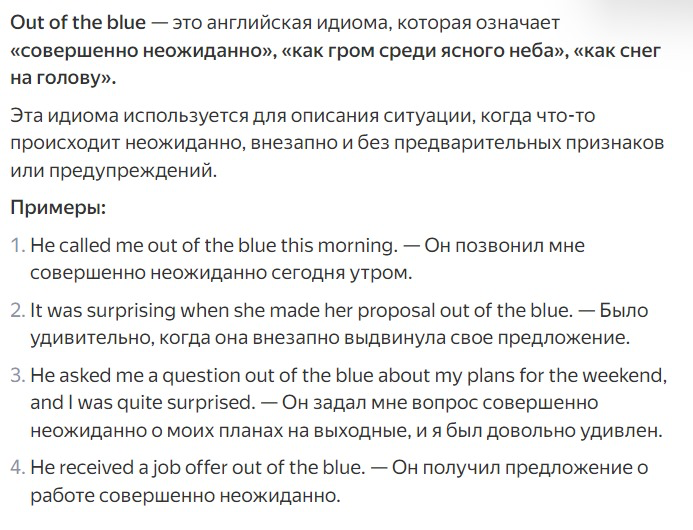 Out of the blue — это английская идиома, которая означает
«совершенно неожиданно», «как гром среди ясного неба», «как снег
на голову».
Эта идиома используется для описания ситуации, когда что-то
происходит неожиданно, внезапно и без предварительных признаков
или предупреждений.
Примеры:
1. He called me out of the blue this morning. — Он позвонил мне
совершенно неожиданно сегодня утром.
2. It was surprising when she made her proposal out of the blue. — Было
удивительно, когда она внезапно выдвинула свое предложение.
3. He asked me a question out of the blue about my plans for the weekend,
and I was quite surprised. — Он задал мне вопрос совершенно
неожиданно о моих планах на выходные, и я был довольно удивлен.
4. He received a job offer out of the blue. — Он получил предложение о
работе совершенно неожиданно.